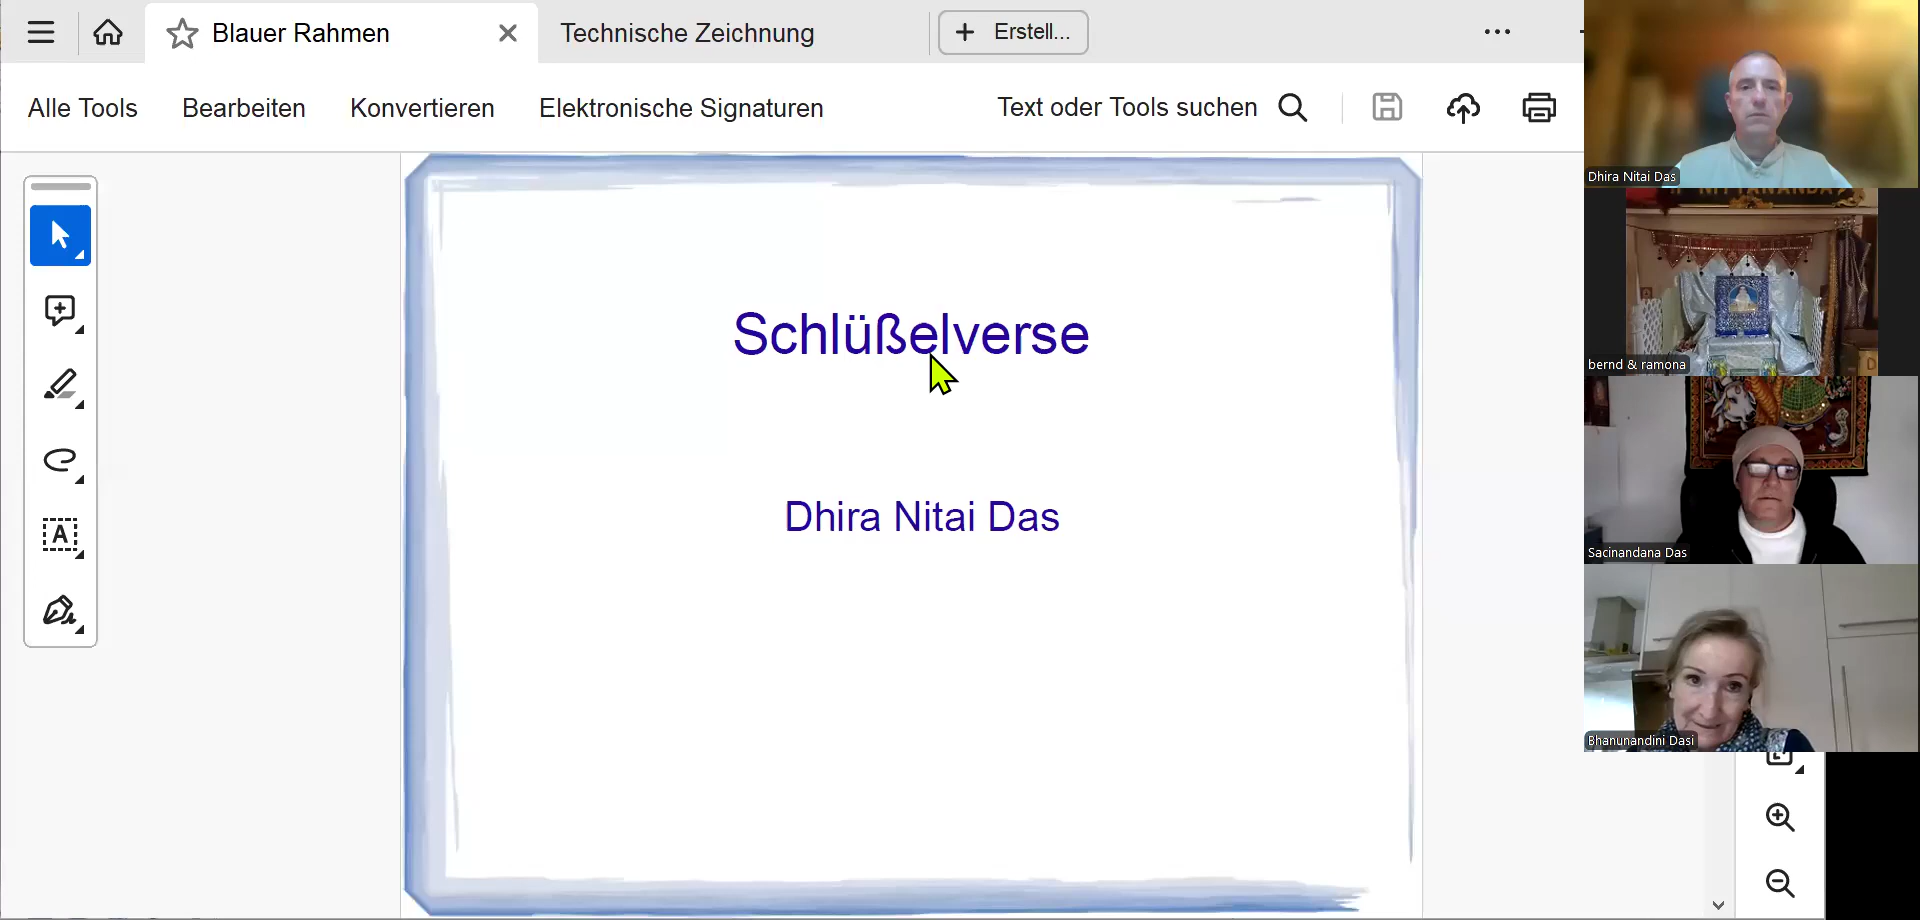 Blauer Rahmen
Technische Zeichnung
Erstell...
Alle Tools
Bearbeiten
Konvertieren
Elektronische Signaturen
Text oder Tools suchen
Schlüßelverse
Dhira Nitai Das
A
Dhira Nitai Das
bernd & ramona
Sacinandana Das
Bhanunandini Dasi